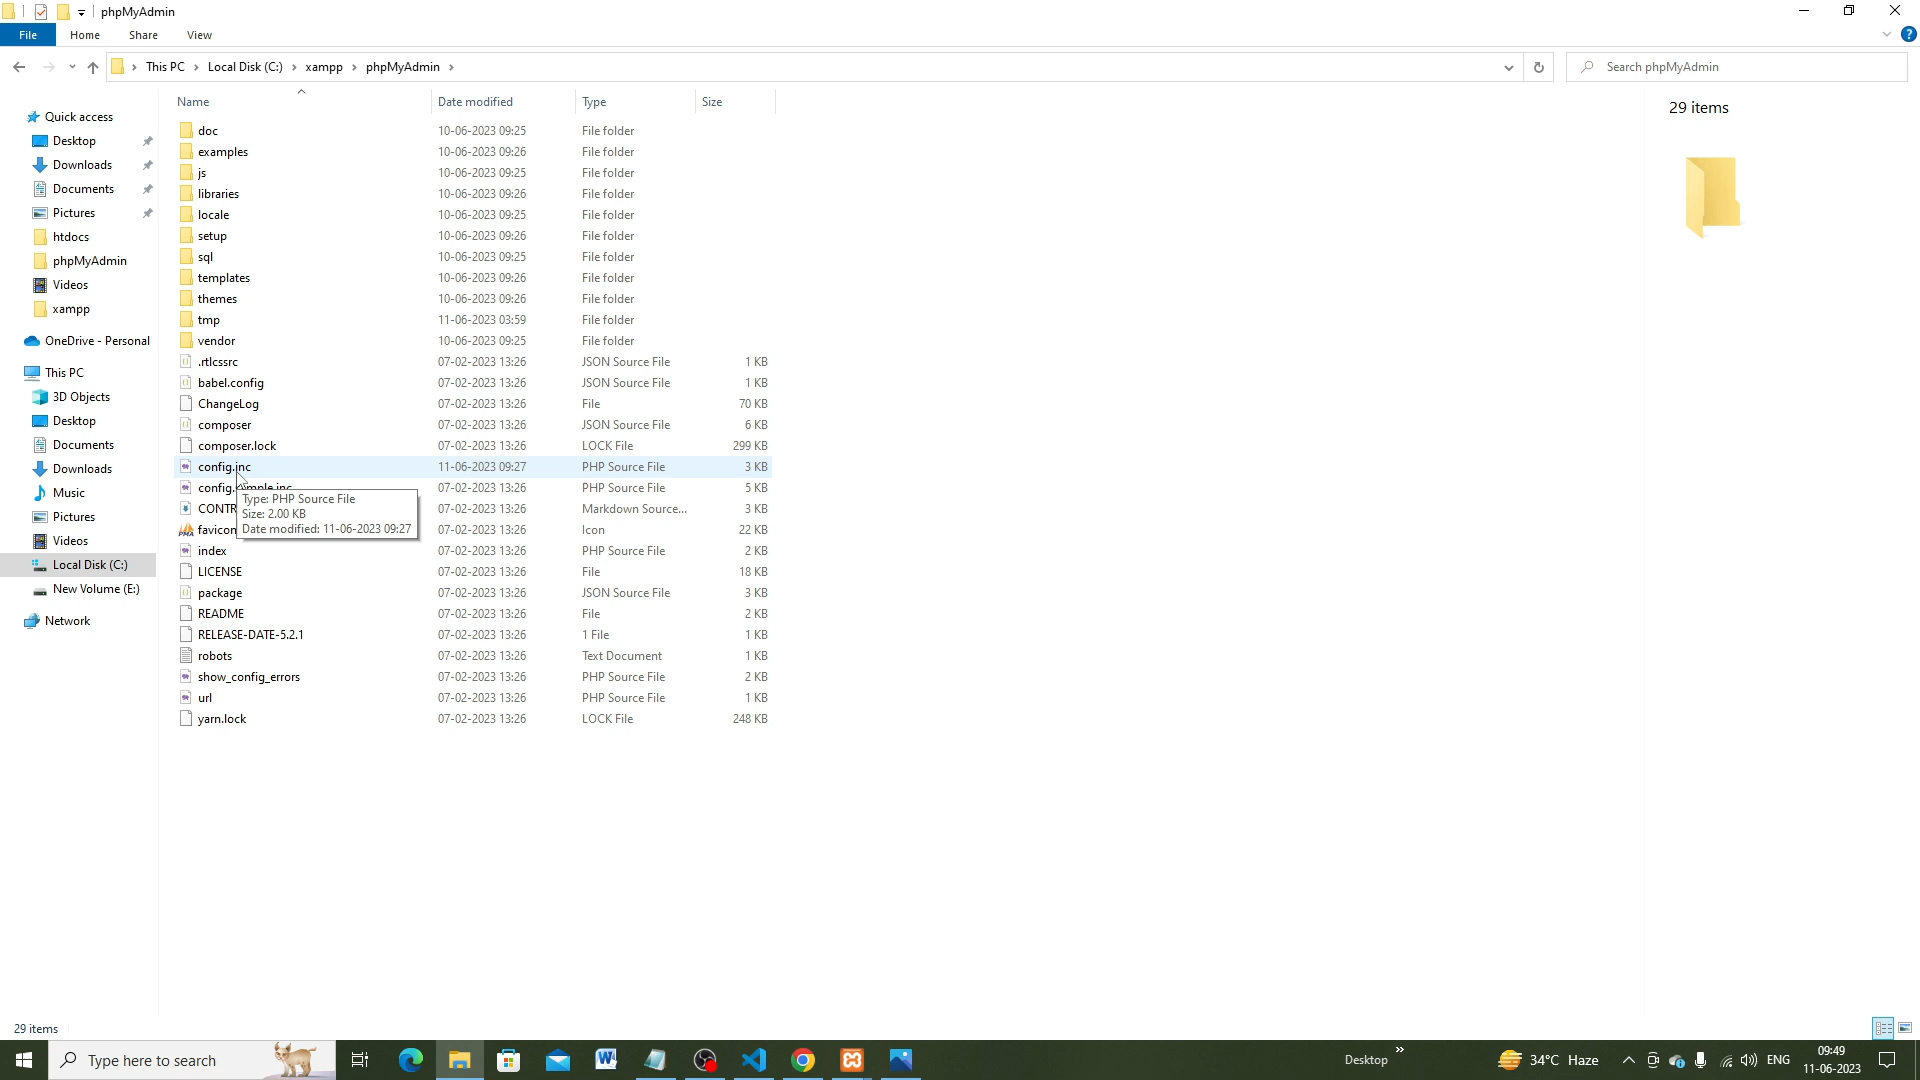 phpMyAdmin
File Home Share View
This PC Local Disk (C:) xampp phpMyAdmin Search phpMyAdmin
Quick access
Desktop
Downloads
Documents
Pictures
htdocs
phpMyAdmin
Videos
xampp
OneDrive - Personal
This PC
3D Objects
Desktop
Documents
Downloads
Music
Pictures
Videos
Local Disk (C:)
New Volume (E:)
Network
Name Date modified Type Size
doc 10-06-2023 09:25 File folder
examples 10-06-2023 09:26 File folder
js 10-06-2023 09:25 File folder
libraries 10-06-2023 09:26 File folder
locale 10-06-2023 09:25 File folder
setup 10-06-2023 09:26 File folder
sql 10-06-2023 09:25 File folder
templates 10-06-2023 09:26 File folder
themes 10-06-2023 09:26 File folder
tmp 11-06-2023 03:59 File folder
vendor 10-06-2023 09:25 File folder
.rtlcssrc 07-02-2023 13:26 JSON Source File 1 KB
babel.config 07-02-2023 13:26 JSON Source File 1 KB
ChangeLog 07-02-2023 13:26 File 70 KB
composer 07-02-2023 13:26 JSON Source File 6 KB
composer.lock 07-02-2023 13:26 LOCK File 299 KB
config.inc 11-06-2023 09:27 PHP Source File 3 KB
07-02-2023 13:26 PHP Source File 5 KB
CONTR 07-02-2023 13:26 Markdown Source... 3 KB
favicon 07-02-2023 13:26 Icon 22 KB
index 07-02-2023 13:26 PHP Source File 2 KB
LICENSE 07-02-2023 13:26 File 18 KB
package 07-02-2023 13:26 JSON Source File 3 KB
README 07-02-2023 13:26 File 2 KB
RELEASE-DATE-5.2.1 07-02-2023 13:26 1 File 1 KB
robots 07-02-2023 13:26 Text Document 1 KB
show_config_errors 07-02-2023 13:26 PHP Source File 2 KB
url 07-02-2023 13:26 PHP Source File 1 KB
yarn.lock 07-02-2023 13:26 LOCK File 248 KB
Type: PHP Source File
Size: 2.00 KB
Date modified: 11-06-2023 09:27
29 items
29 items
Type here to search
Desktop
34°C Haze
ENG
09:49
11-06-2023